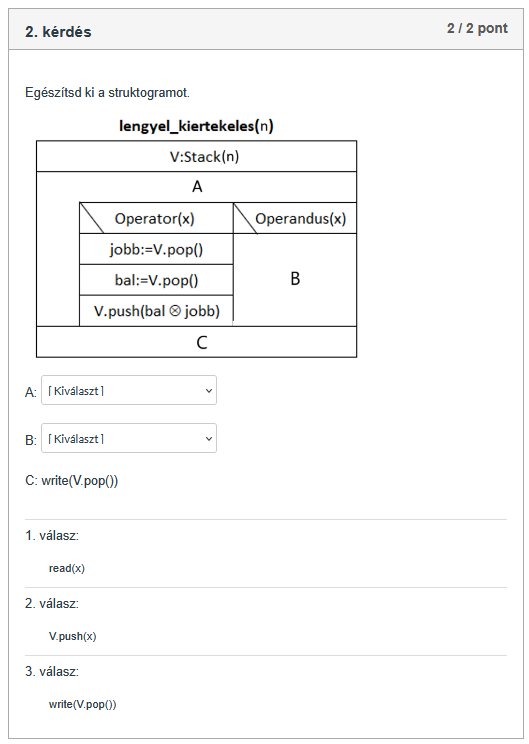 2. kérdés
2 / 2 pont
Egészítsd ki a struktogramot.
lengyel_kiertekeles(n)
V:Stack(n)
A
Operator(x)
Operandus(x)
jobb:=V.pop()
bal:=V.pop()
B
V.push(bal ⊗ jobb)
C
A: [ Kiválaszt ]
B: [ Kiválaszt ]
C: write(V.pop())
1. válasz:
read(x)
2. válasz:
V.push(x)
3. válasz:
write(V.pop())